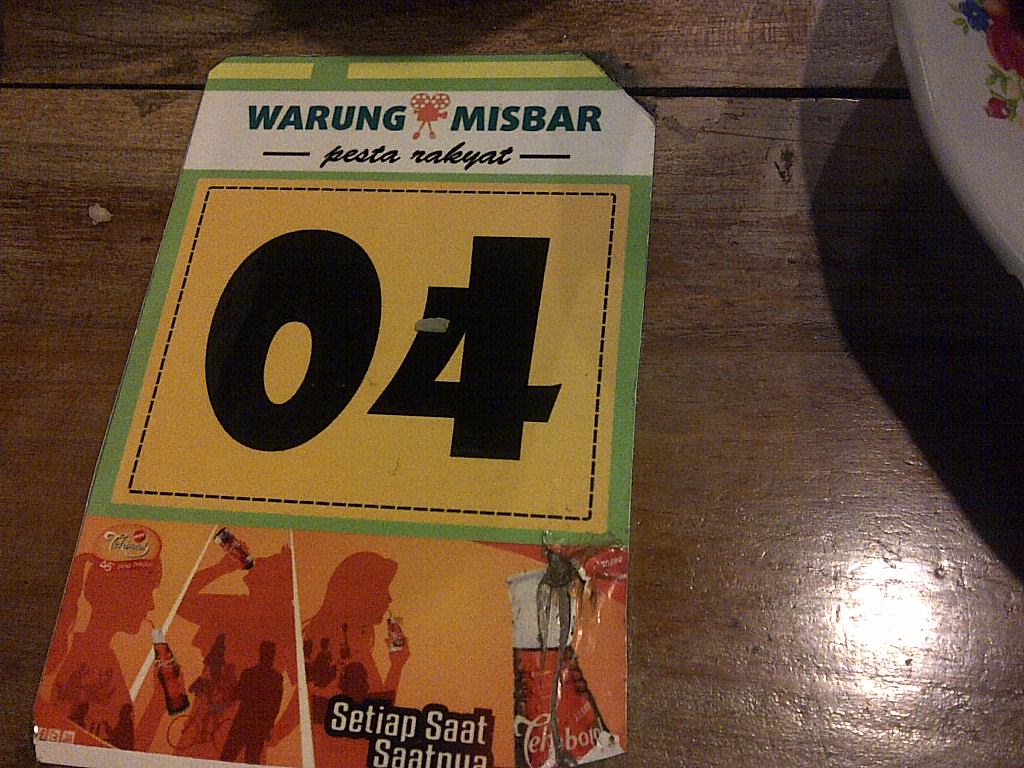 WARUNG MISBAR
pesta rakyat
04
Setiap Saat
Saatnya